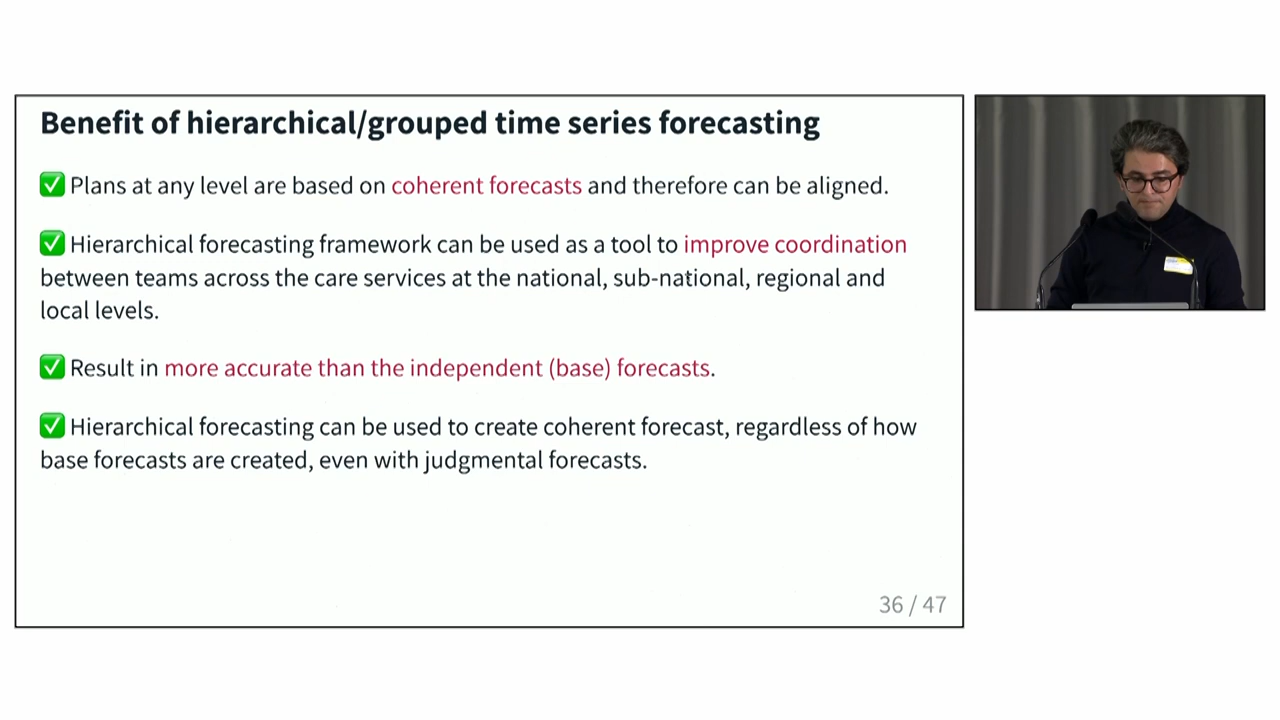 Benefit of hierarchical/grouped time series forecasting
✅ Plans at any level are based on coherent forecasts and therefore can be aligned.
✅ Hierarchical forecasting framework can be used as a tool to improve coordination
between teams across the care services at the national, sub-national, regional and
local levels.
✅ Result in more accurate than the independent (base) forecasts.
✅ Hierarchical forecasting can be used to create coherent forecast, regardless of how
base forecasts are created, even with judgmental forecasts.
36 / 47